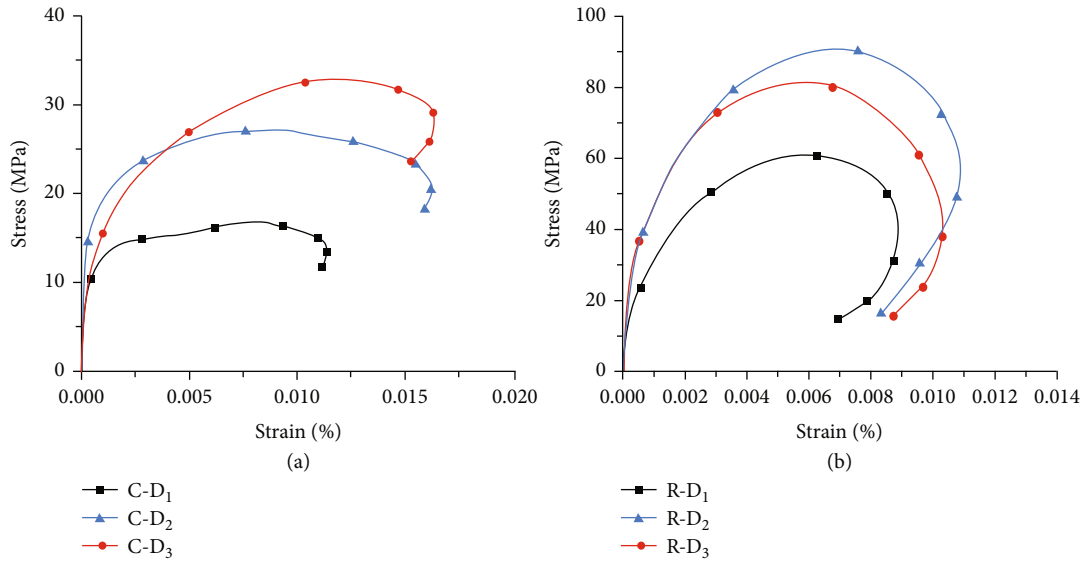 40
30
20
10
0
Stress (MPa)
0.000 0.005 0.010 0.015 0.020
Strain (%)
(a)
C-D1
C-D2
C-D3
100
80
60
40
20
0
Stress (MPa)
0.000 0.002 0.004 0.006 0.008 0.010 0.012 0.014
Strain (%)
(b)
R-D1
R-D2
R-D3